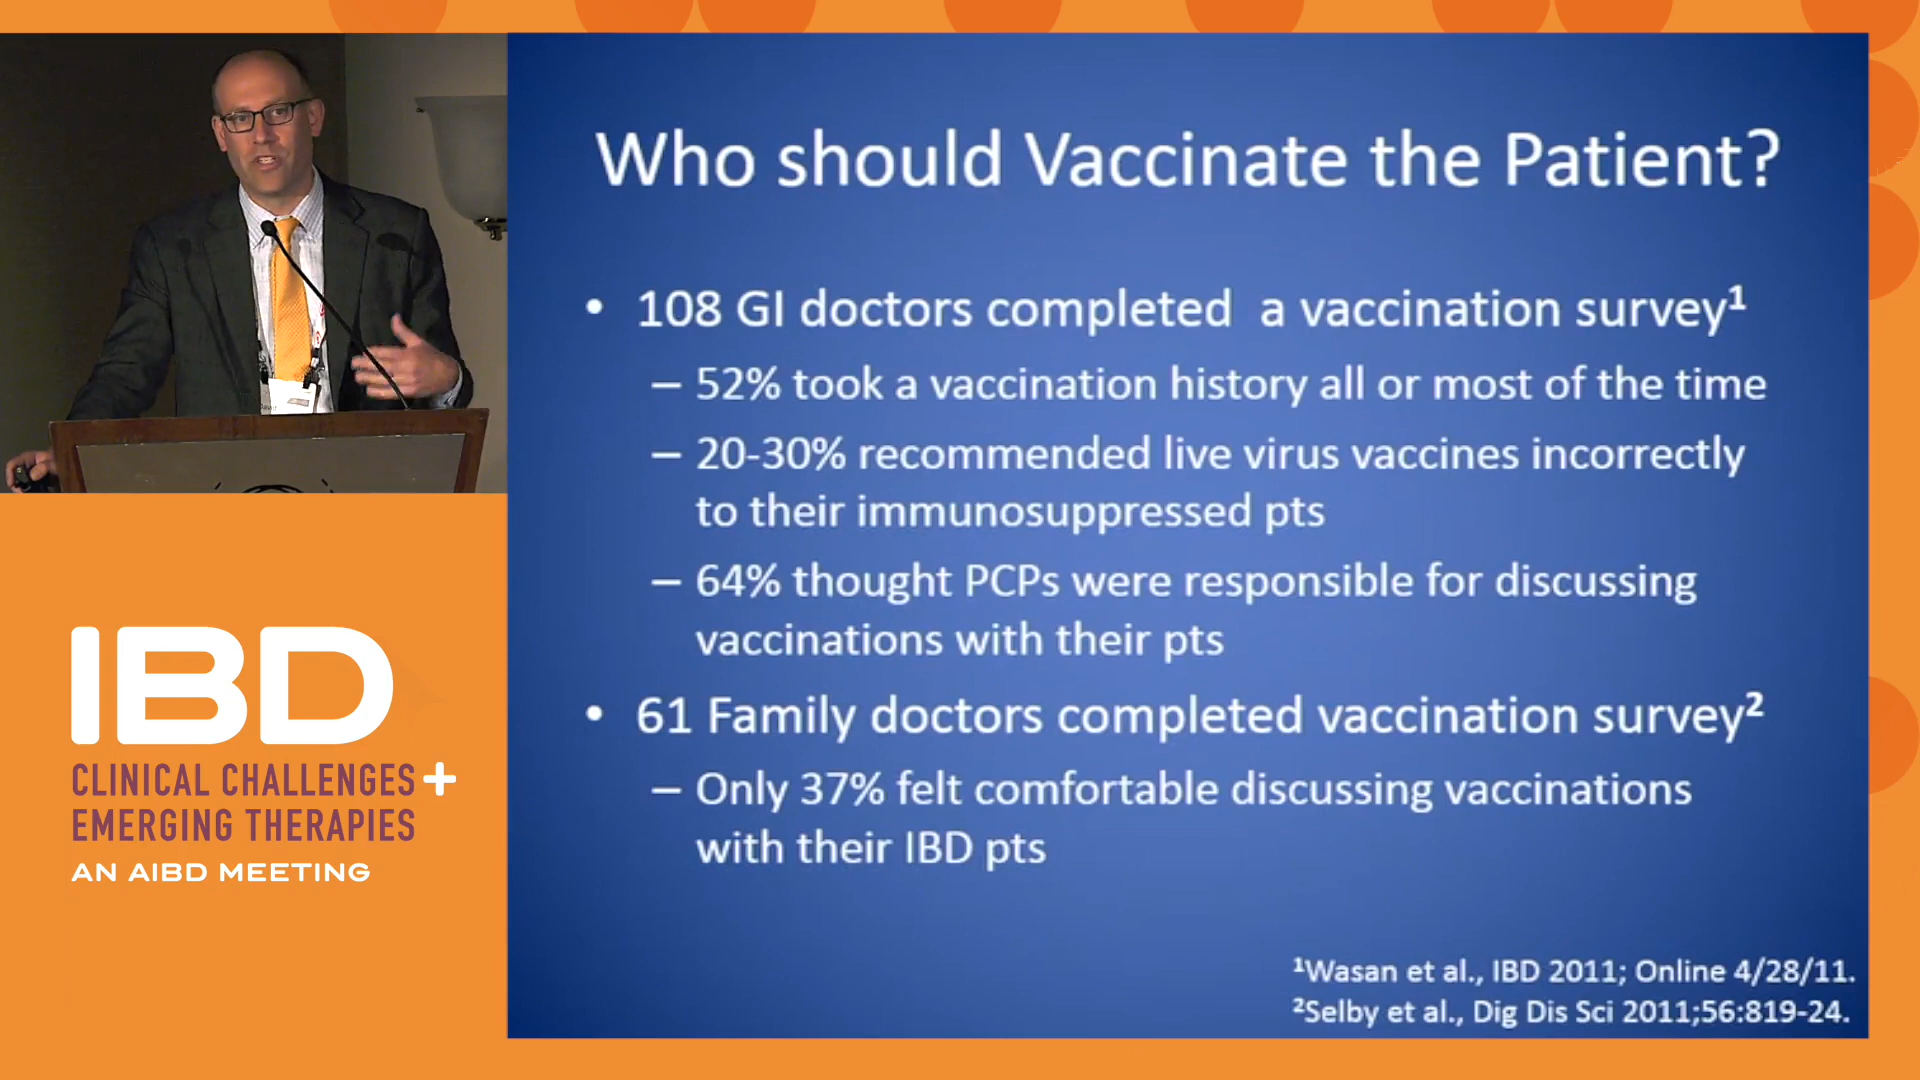 Who should Vaccinate the Patient?
• 108 GI doctors completed a vaccination survey¹
– 52% took a vaccination history all or most of the time
– 20-30% recommended live virus vaccines incorrectly
to their immunosuppressed pts
– 64% thought PCPs were responsible for discussing
vaccinations with their pts
• 61 Family doctors completed vaccination survey²
– Only 37% felt comfortable discussing vaccinations
with their IBD pts
¹Wasan et al., IBD 2011; Online 4/28/11.
²Selby et al., Dig Dis Sci 2011;56:819-24.
IBD
CLINICAL CHALLENGES +
EMERGING THERAPIES
AN AIBD MEETING